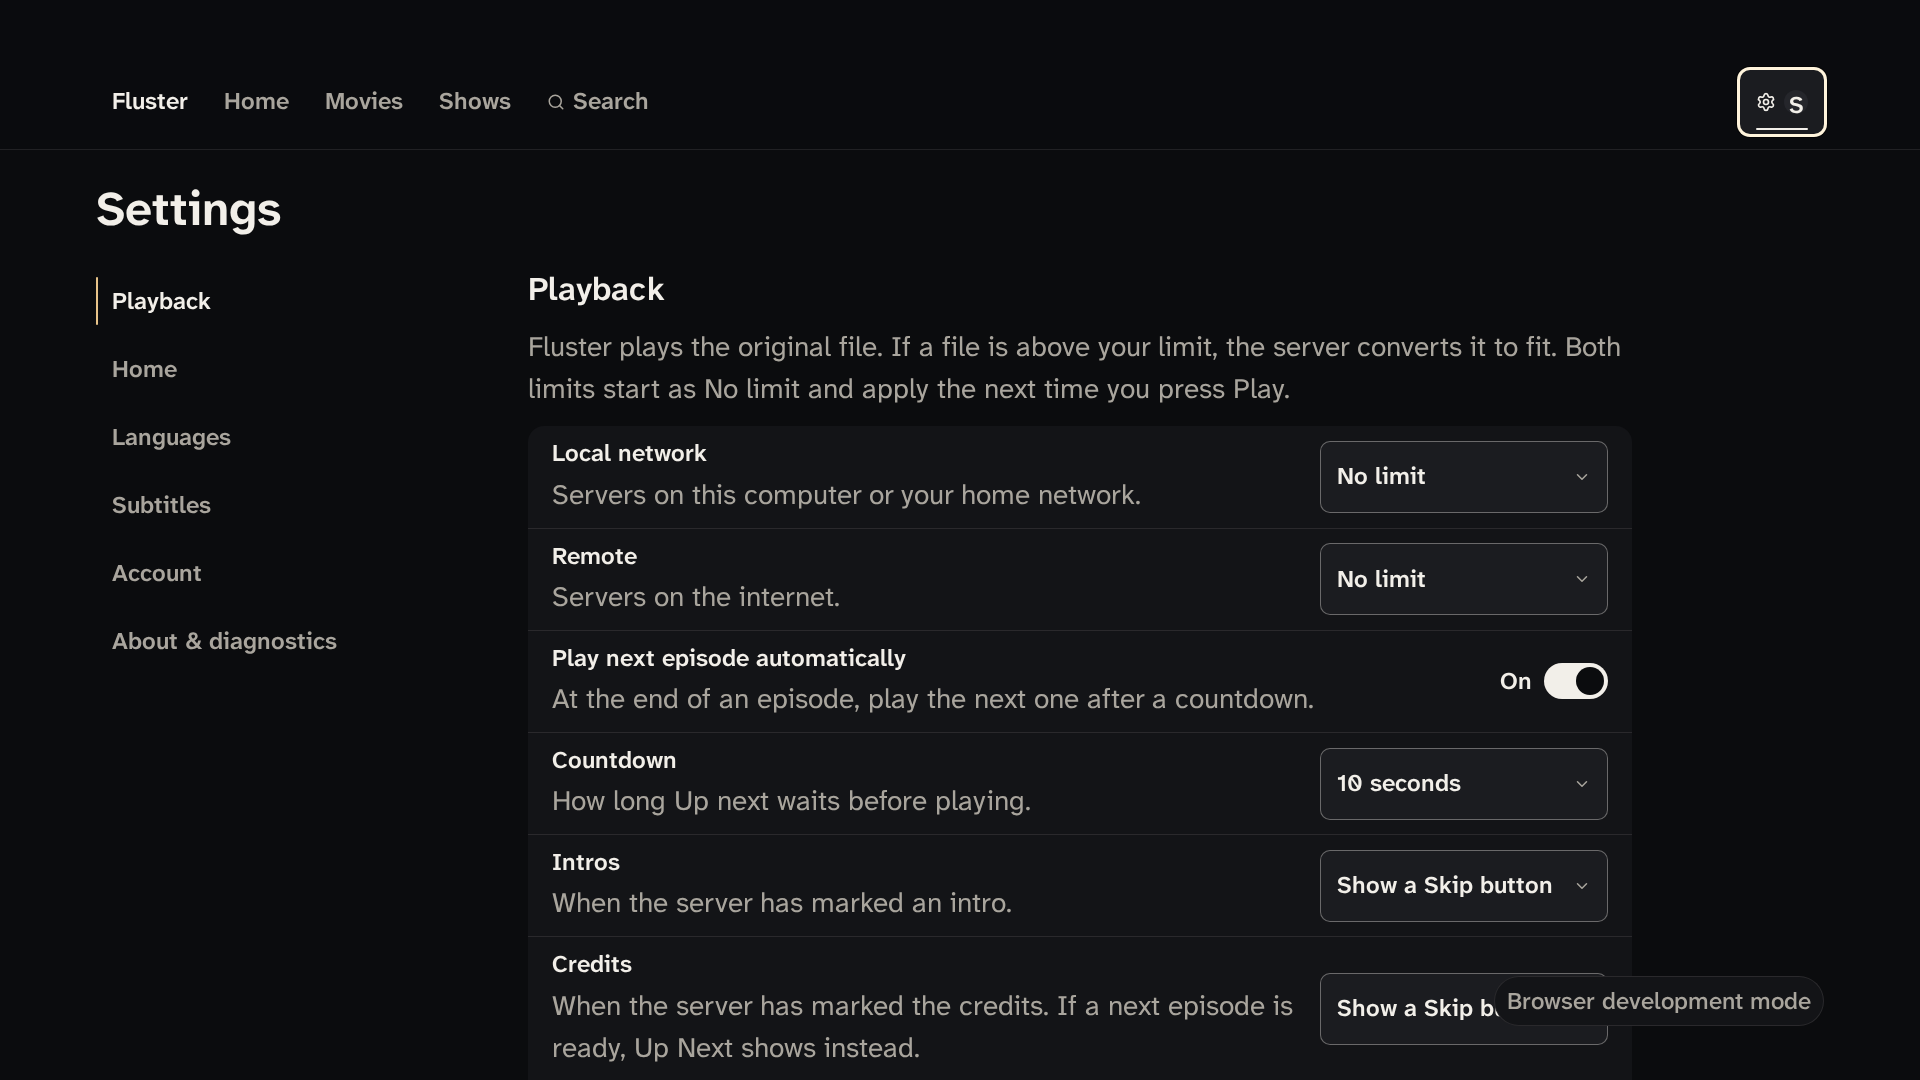 Fluster Home Movies Shows Search S
Settings
Playback
Home
Languages
Subtitles
Account
About & diagnostics
Playback
Fluster plays the original file. If a file is above your limit, the server converts it to fit. Both
limits start as No limit and apply the next time you press Play.
Local network
Servers on this computer or your home network.
No limit
Remote
Servers on the internet.
No limit
Play next episode automatically
At the end of an episode, play the next one after a countdown.
On
Countdown
How long Up next waits before playing.
10 seconds
Intros
When the server has marked an intro.
Show a Skip button
Credits
When the server has marked the credits. If a next episode is
ready, Up Next shows instead.
Show a Skip
Browser development mode